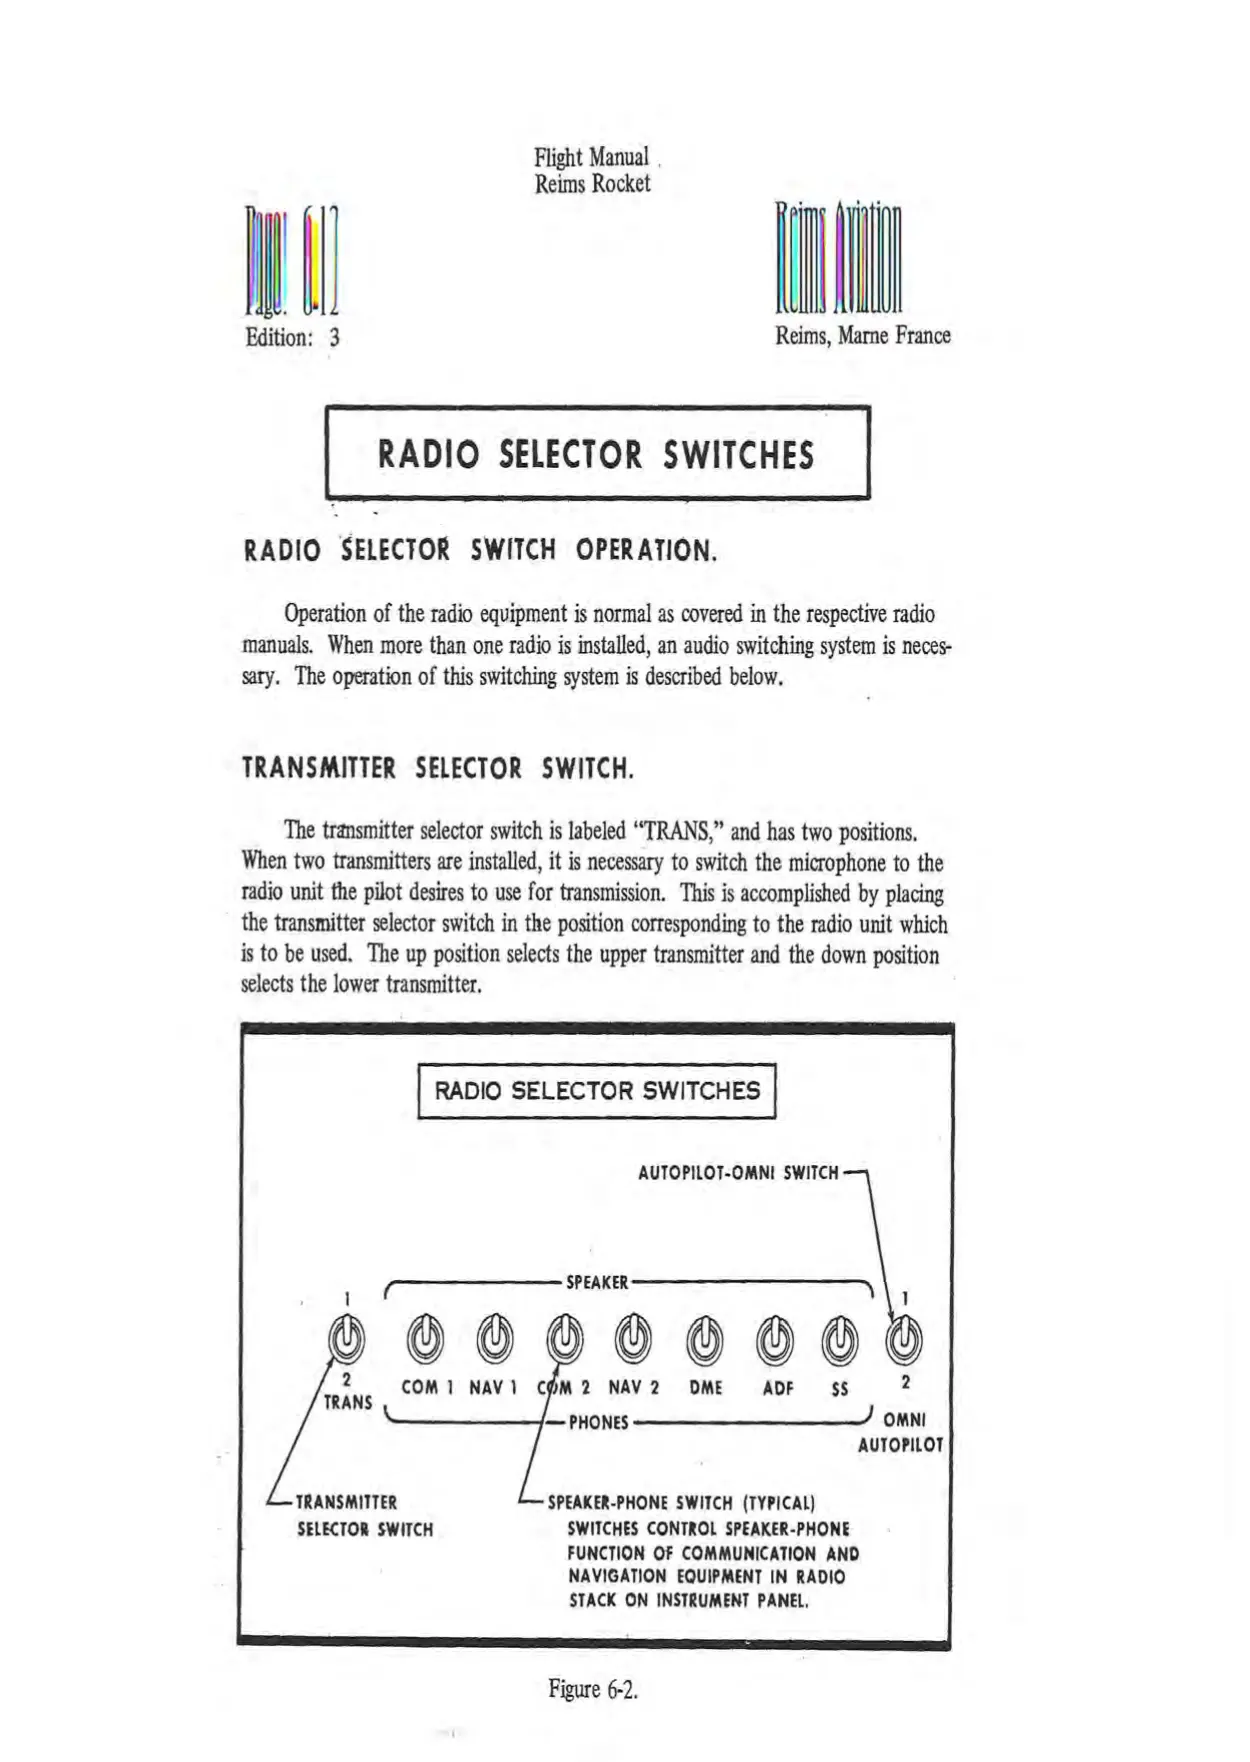 Flight Manual
Reims Rocket
Page: 6-12
Reims Aviation
Edition: 3
Reims, Marne France
RADIO SELECTOR SWITCHES
RADIO SELECTOR SWITCH OPERATION.
Operation of the radio equipment is normal as covered in the respective radio
manuals. When more than one radio is installed, an audio switching system is neces-
sary. The operation of this switching system is described below.
TRANSMITTER SELECTOR SWITCH.
The transmitter selector switch is labeled “TRANS,” and has two positions.
When two transmitters are installed, it is necessary to switch the microphone to the
radio unit the pilot desires to use for transmission. This is accomplished by placing
the transmitter selector switch in the position corresponding to the radio unit which
is to be used. The up position selects the upper transmitter and the down position
selects the lower transmitter.
RADIO SELECTOR SWITCHES
AUTOPILOT-OMNI SWITCH
SPEAKER
1
1
2
TRANS
COM 1 NAV 1 COM 2 NAV 2 DME ADF SS
2
PHONES
OMNI
AUTOPILOT
TRANSMITTER
SELECTOR SWITCH
SPEAKER-PHONE SWITCH (TYPICAL)
SWITCHES CONTROL SPEAKER-PHONE
FUNCTION OF COMMUNICATION AND
NAVIGATION EQUIPMENT IN RADIO
STACK ON INSTRUMENT PANEL.
Figure 6-2.